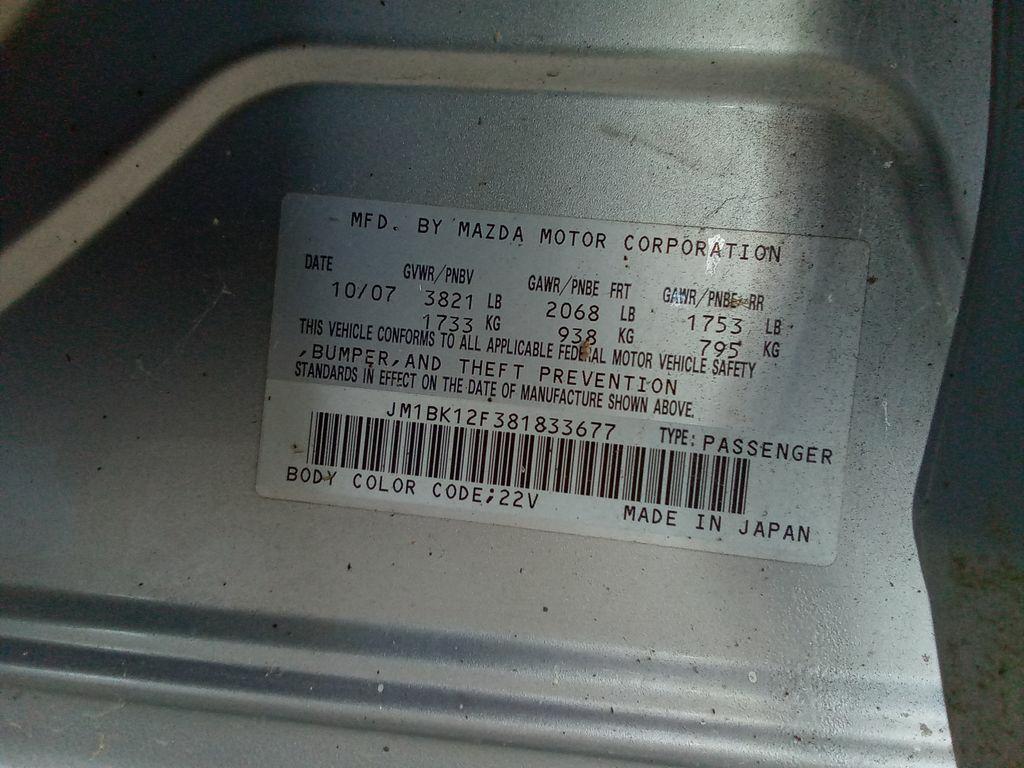 MFD. BY MAZDA MOTOR CORPORATION
DATE GVWR/PNBV GAWR/PNBE FRT GAWR/PNBE RR
10/07 3821 LB 2068 LB 1753 LB
1733 KG 938 KG 795 KG
THIS VEHICLE CONFORMS TO ALL APPLICABLE FEDERAL MOTOR VEHICLE SAFETY
,BUMPER,AND THEFT PREVENTION
STANDARDS IN EFFECT ON THE DATE OF MANUFACTURE SHOWN ABOVE.
JM1BK12F381833677 TYPE: PASSENGER
BODY COLOR CODE;22V MADE IN JAPAN